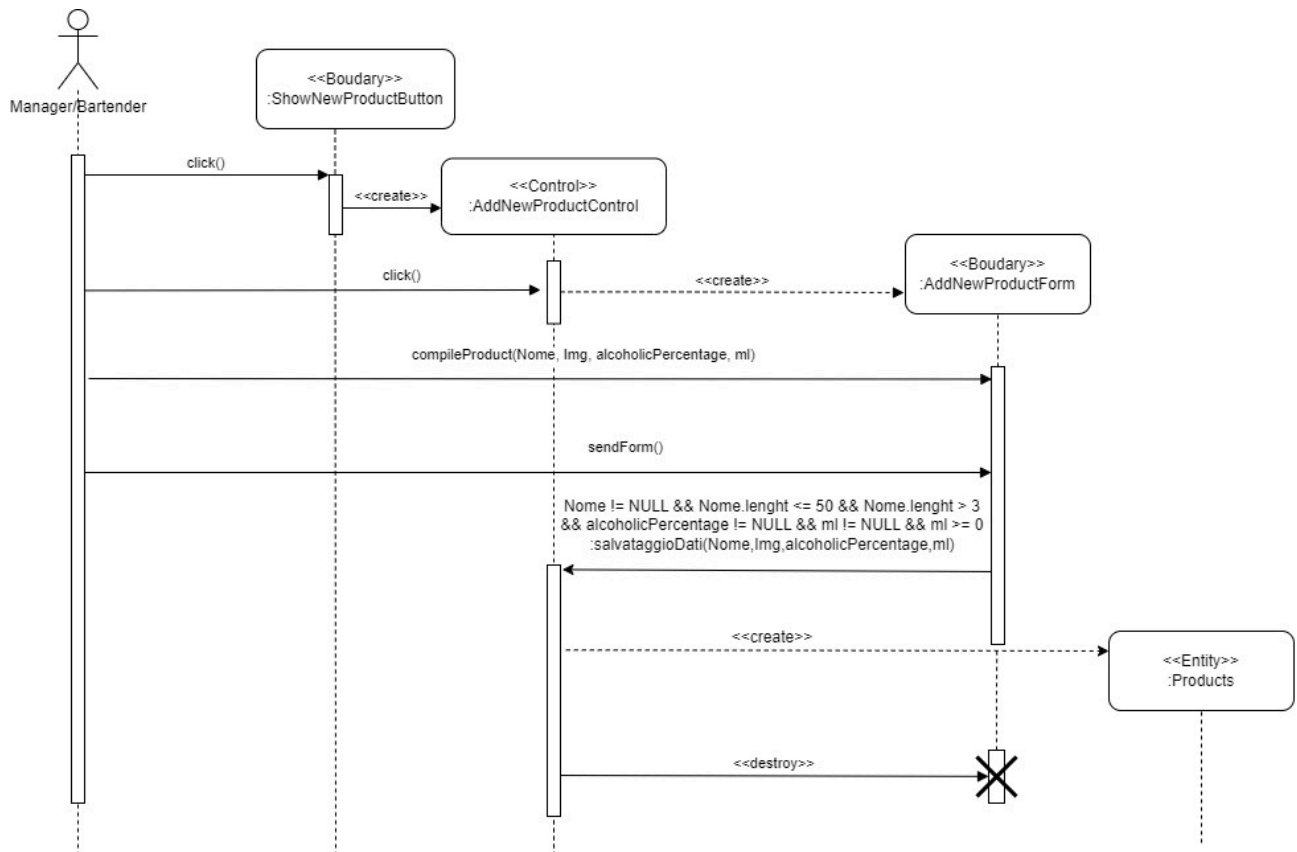 <<Boudary>>
:ShowNewProductButton
Manager/Bartender
click()
<<create>>
<<Control>>
:AddNewProductControl
<<Boudary>>
:AddNewProductForm
click()
<<create>>
compileProduct(Nome, Img, alcoholicPercentage, ml)
sendForm()
Nome != NULL && Nome.lenght <= 50 && Nome.lenght > 3
&& alcoholicPercentage != NULL && ml != NULL && ml >= 0
:salvataggioDati(Nome,Img,alcoholicPercentage,ml)
<<create>>
<<Entity>>
:Products
<<destroy>>